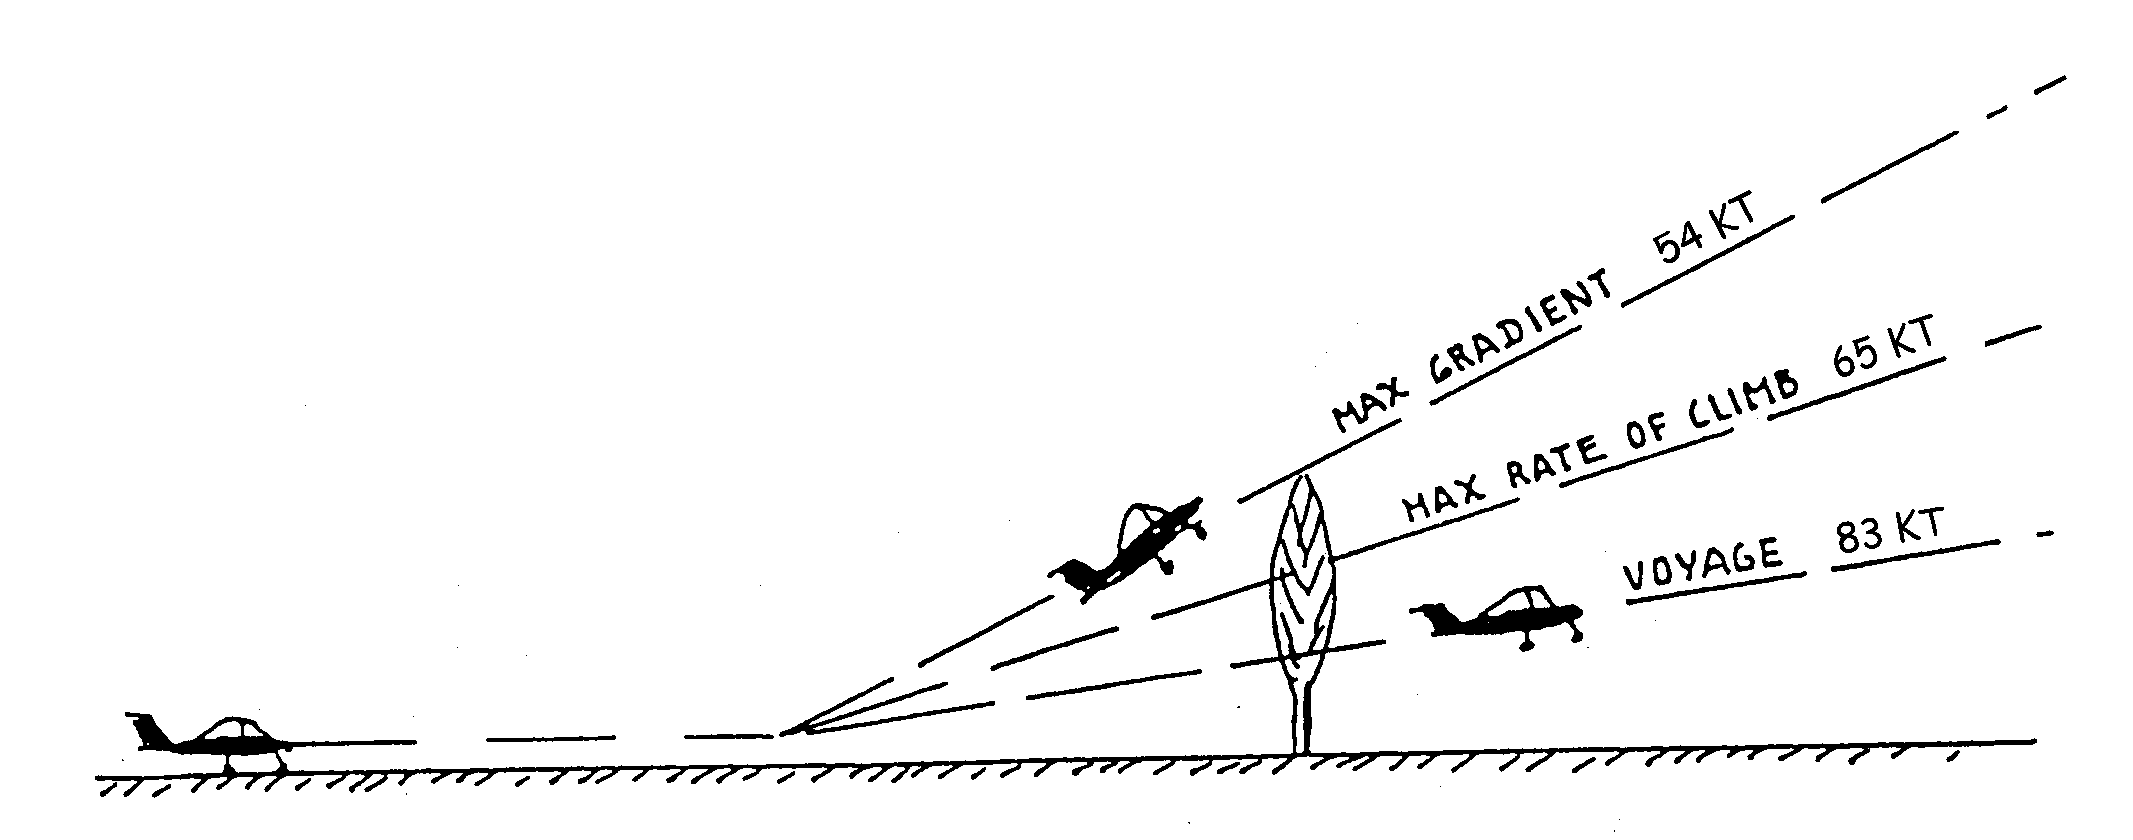 MAX GRADIENT 54 KT
MAX RATE OF CLIMB 65 KT
VOYAGE 83 KT